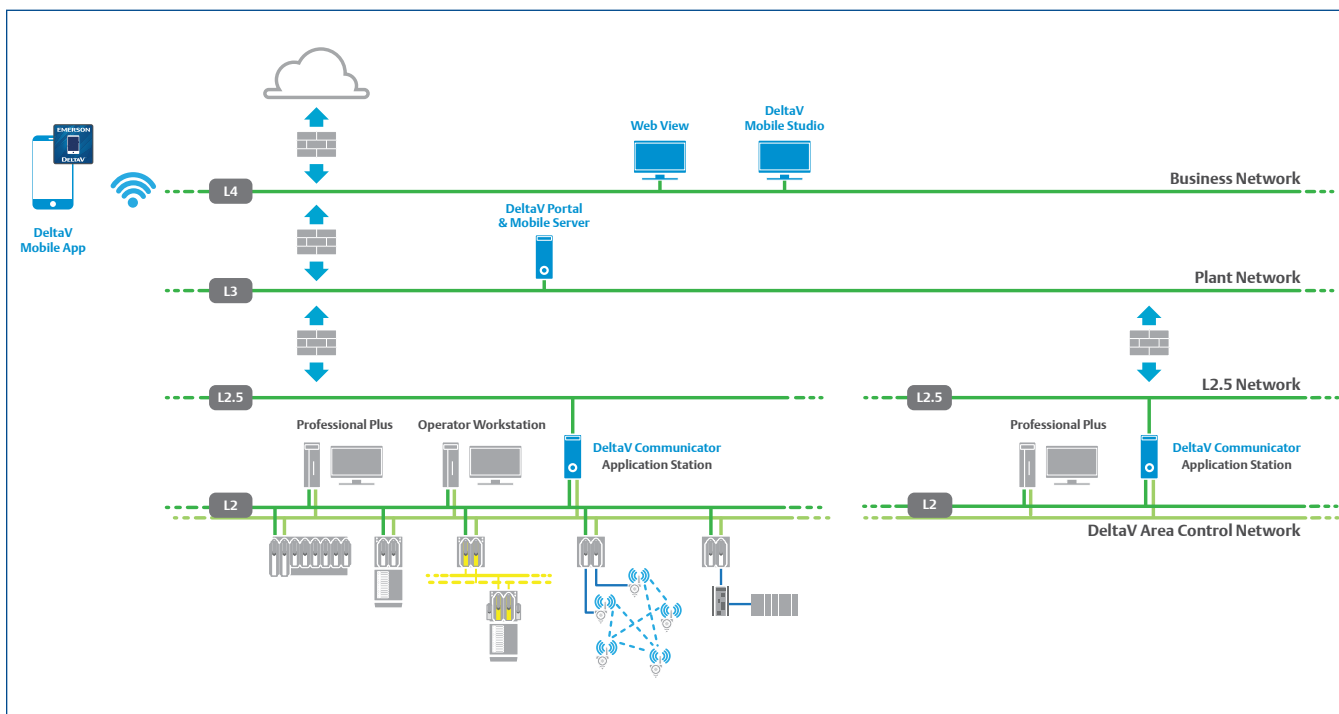 EMERSON
DELTAV
DeltaV
Mobile App
Web View
DeltaV
Mobile Studio
L4
Business Network
DeltaV Portal
& Mobile Server
L3
Plant Network
L2.5
L2.5
L2.5 Network
Professional Plus
Operator Workstation
DeltaV Communicator
Application Station
Professional Plus
DeltaV Communicator
Application Station
L2
L2
DeltaV Area Control Network